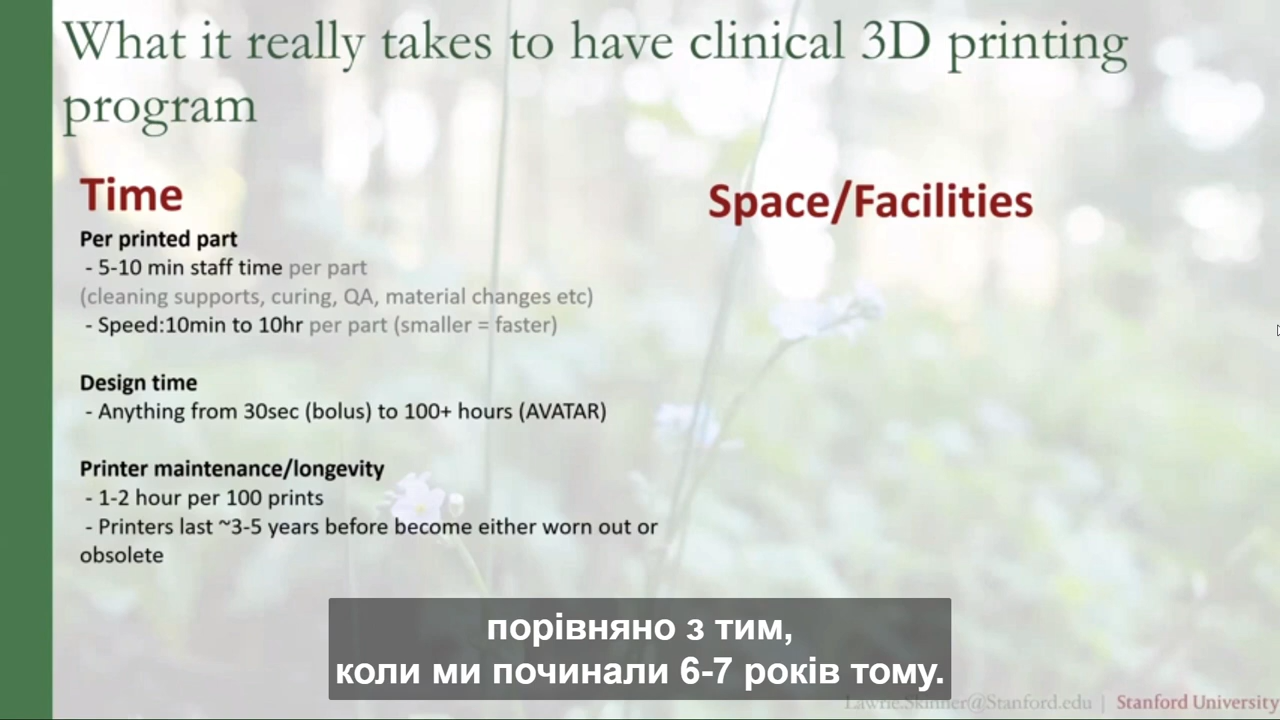 What it really takes to have clinical 3D printing
program
Time
Per printed part
- 5-10 min staff time per part
(cleaning supports, curing, QA, material changes etc)
- Speed:10min to 10hr per part (smaller = faster)
Design time
- Anything from 30sec (bolus) to 100+ hours (AVATAR)
Printer maintenance/longevity
- 1-2 hour per 100 prints
- Printers last ~3-5 years before become either worn out or
obsolete
Space/Facilities
порівняно з тим,
коли ми починали 6-7 років тому.
Lawrie.Skinner@Stanford.edu | Stanford University